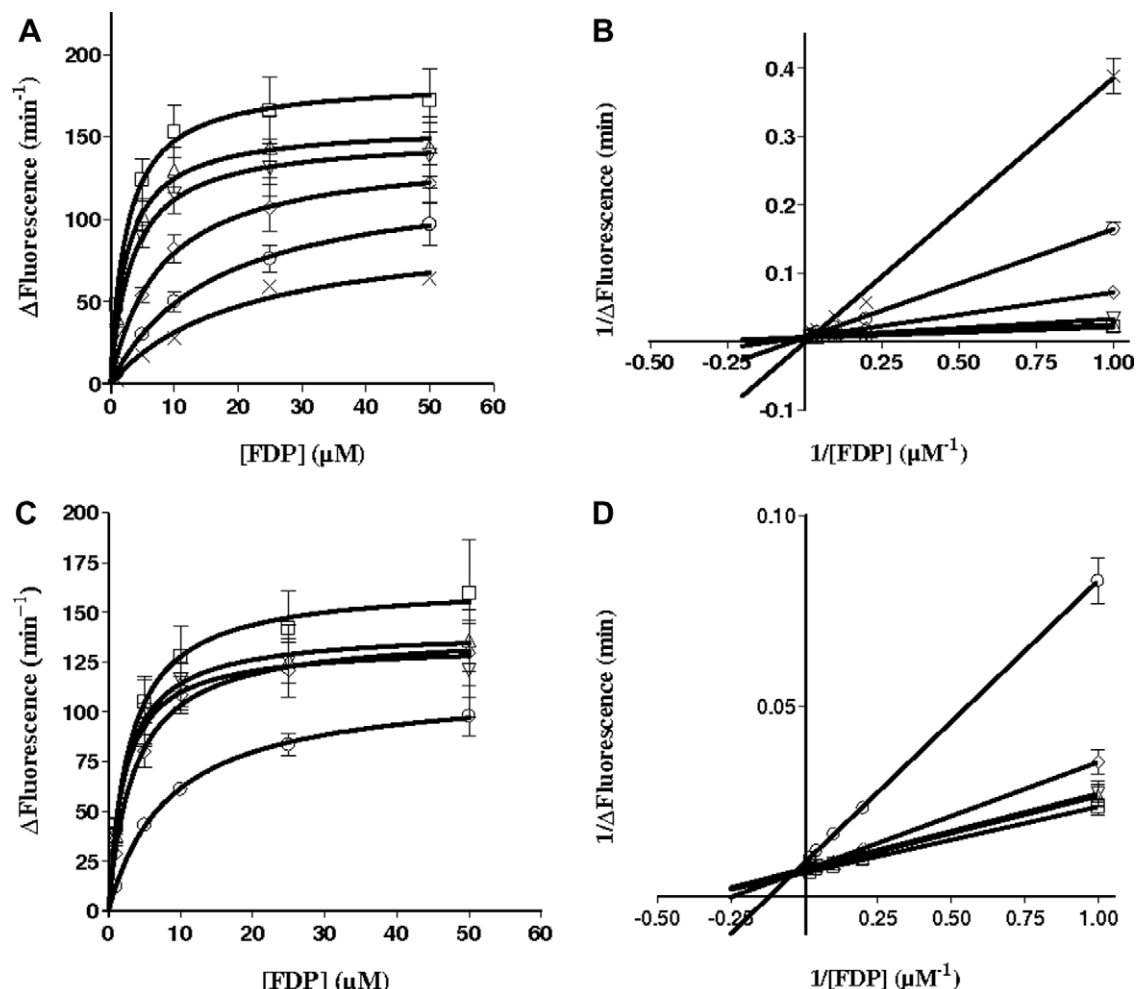 A
ΔFluorescence (min⁻¹)
200
150
100
50
0
0 10 20 30 40 50 60
[FDP] (μM)
B
1/ΔFluorescence (min)
0.4
0.3
0.2
0.1
-0.50 -0.25 0.25 0.50 0.75 1.00
-0.1
1/[FDP] (μM⁻¹)
C
ΔFluorescence (min⁻¹)
200
175
150
125
100
75
50
25
0
0 10 20 30 40 50 60
[FDP] (μM)
D
1/ΔFluorescence (min)
0.10
0.05
-0.50 -0.25 0.25 0.50 0.75 1.00
1/[FDP] (μM⁻¹)